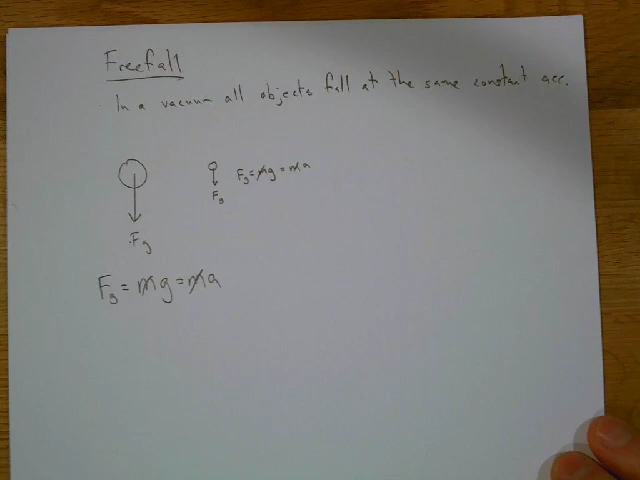 Freefall
In a vacuum all objects fall at the same constant acc.
Fg = mg = ma
Fg
Fg
Fg = mg = ma